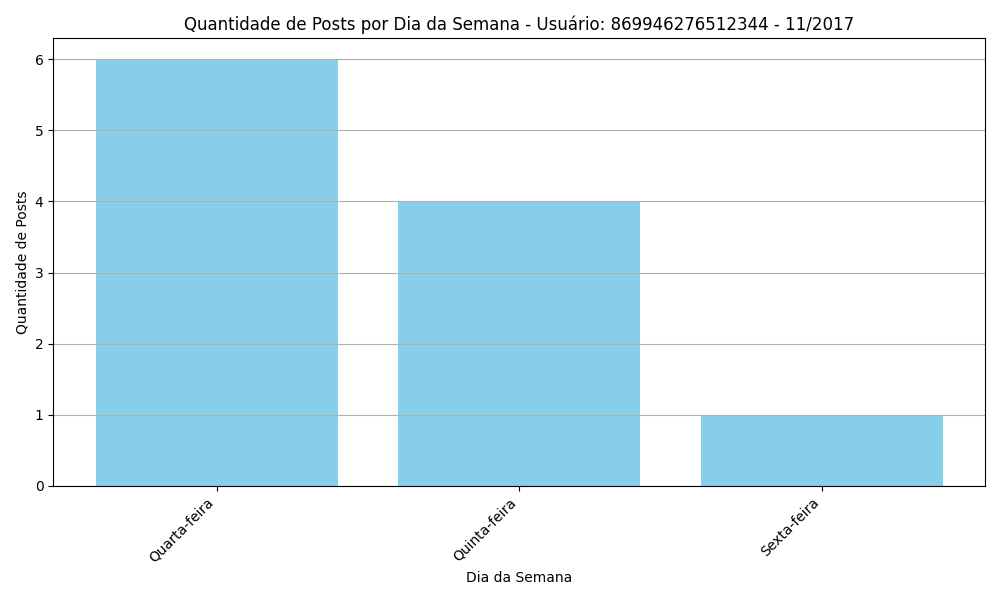 Quantidade de Posts por Dia da Semana - Usuário: 869946276512344 - 11/2017
Quantidade de Posts
6
5
4
3
2
1
0
Quarta-feira
Quinta-feira
Sexta-feira
Dia da Semana